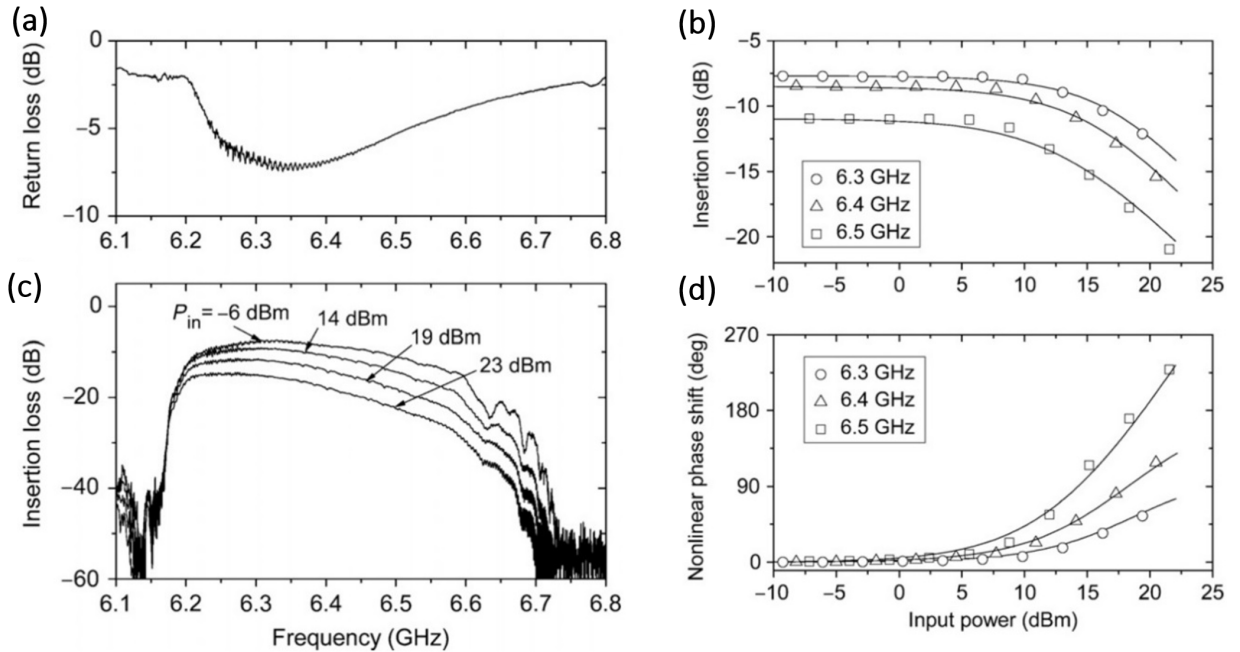 (a)
Return loss (dB)
0
−5
−10
6.1 6.2 6.3 6.4 6.5 6.6 6.7 6.8
(b)
Insertion loss (dB)
−5
−10
−15
−20
6.3 GHz
6.4 GHz
6.5 GHz
−10 −5 0 5 10 15 20 25
(c)
Insertion loss (dB)
0
−20
−40
−60
Pin= −6 dBm
14 dBm
19 dBm
23 dBm
6.1 6.2 6.3 6.4 6.5 6.6 6.7 6.8
Frequency (GHz)
(d)
Nonlinear phase shift (deg)
270
180
90
0
6.3 GHz
6.4 GHz
6.5 GHz
−10 −5 0 5 10 15 20 25
Input power (dBm)